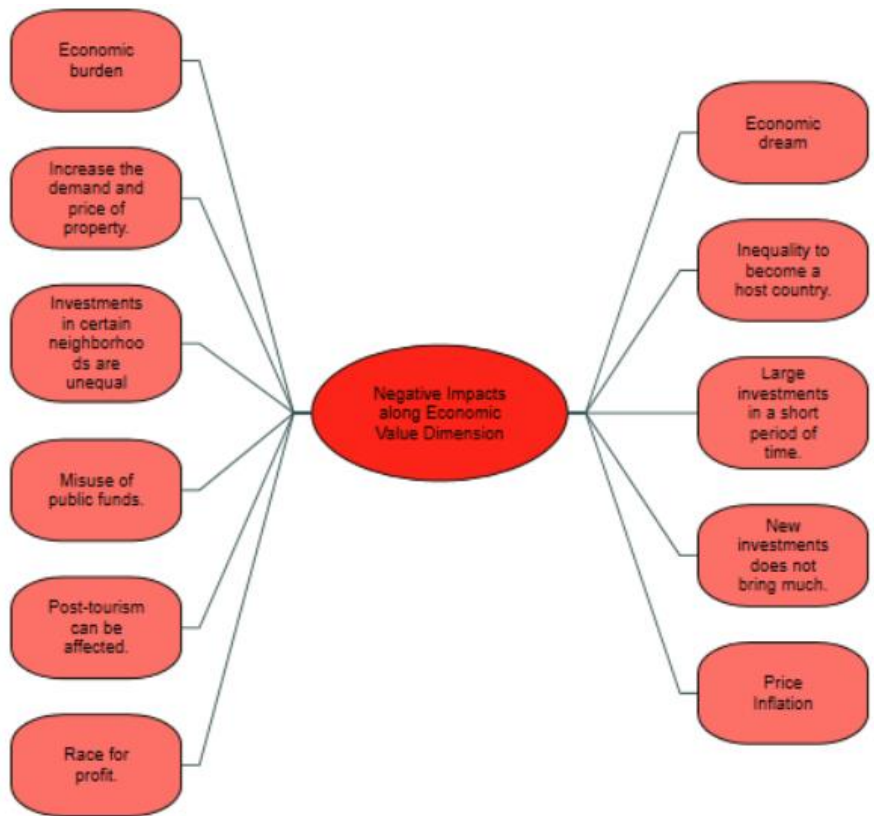 Economic
burden
Increase the
demand and
price of
property.
Investments
in certain
neighborhoo
ds are
unequal
Misuse of
public funds.
Post-tourism
can be
affected.
Race for
profit.
Negative Impacts
along Economic
Value Dimension
Economic
dream
Inequality to
become a
host country.
Large
investments
in a short
period of
time.
New
investments
does not
bring much.
Price
Inflation